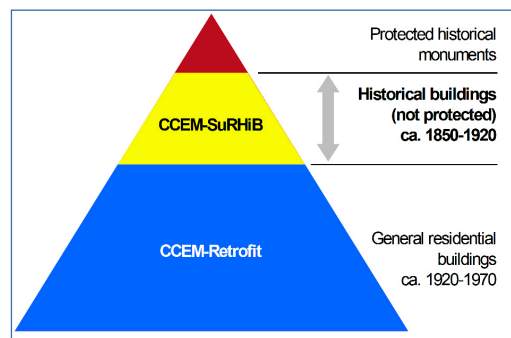 Protected historical
monuments
Historical buildings
(not protected)
ca. 1850-1920
CCEM-SuRHiB
CCEM-Retrofit
General residential
buildings
ca. 1920-1970